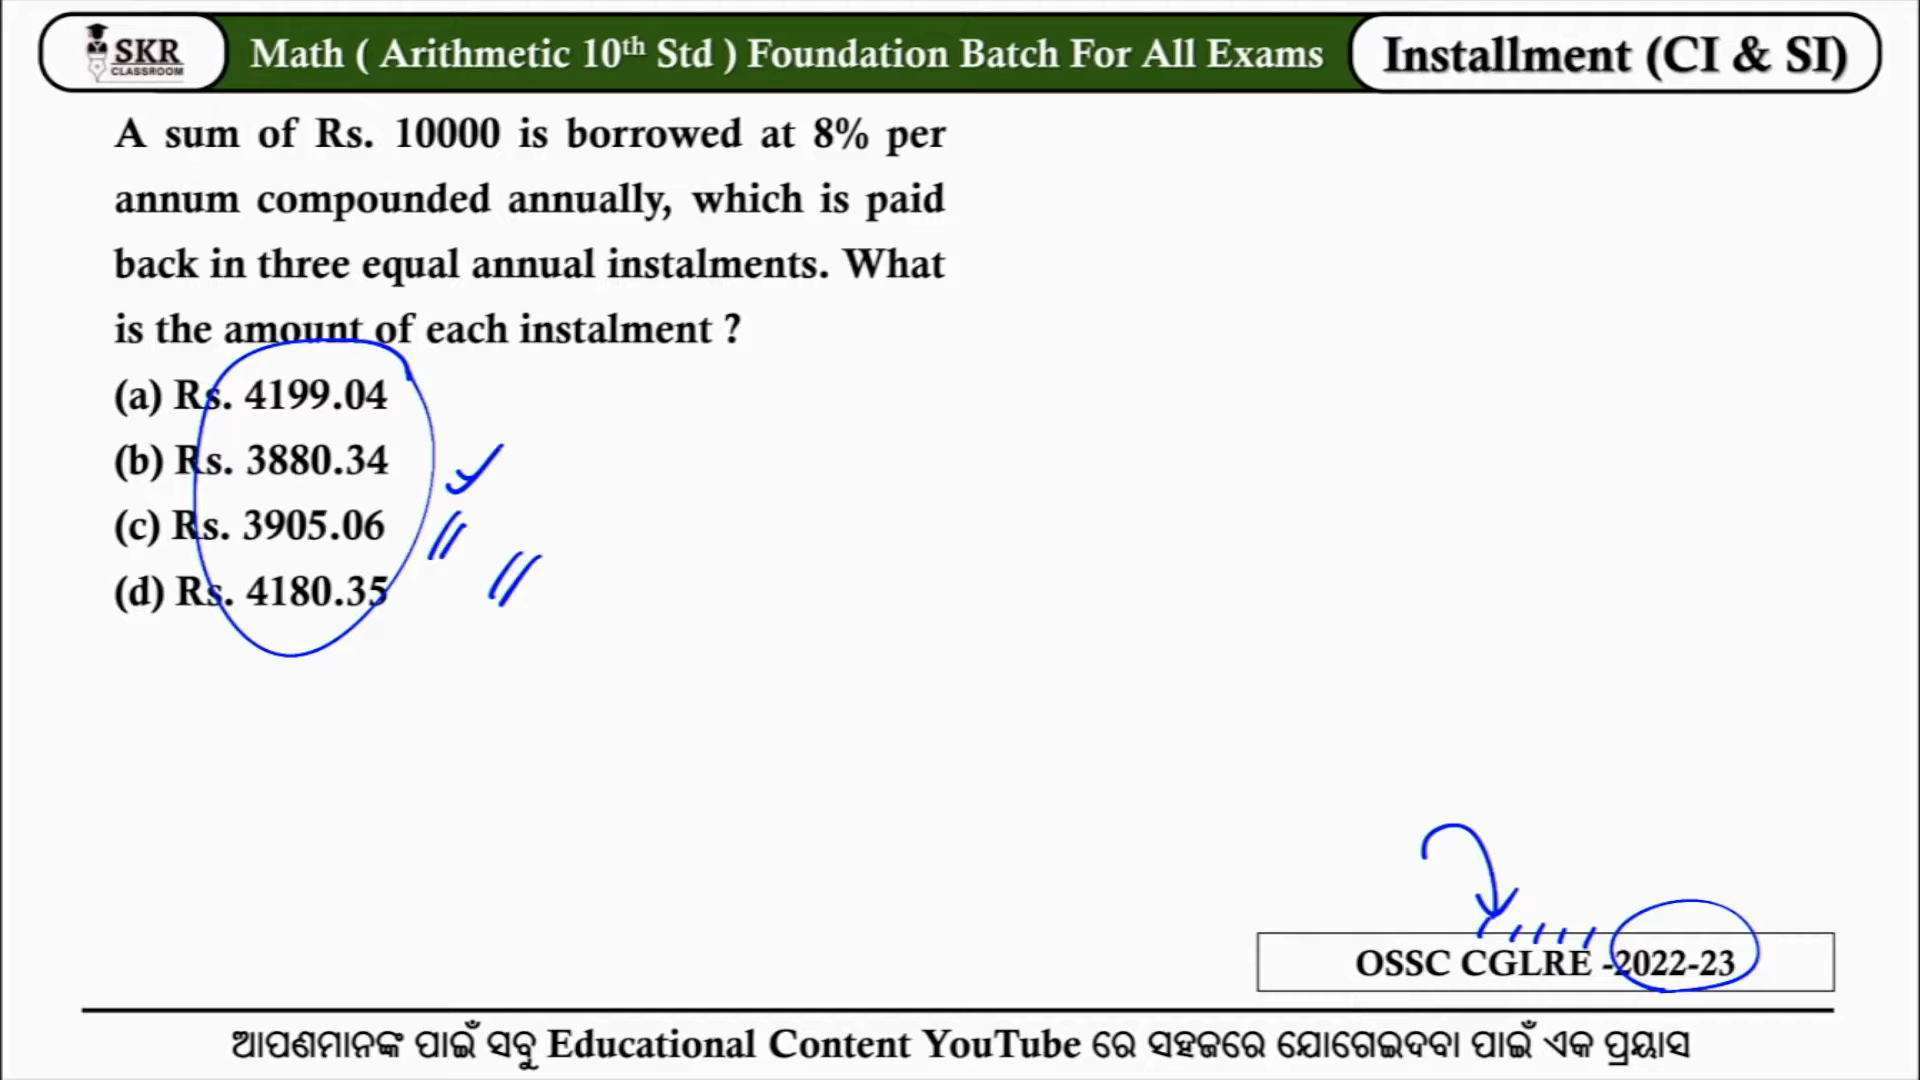 SKR
CLASSROOM
Math ( Arithmetic 10th Std ) Foundation Batch For All Exams
Installment (CI & SI)
A sum of Rs. 10000 is borrowed at 8% per
annum compounded annually, which is paid
back in three equal annual instalments. What
is the amount of each instalment ?
(a) Rs. 4199.04
(b) Rs. 3880.34
(c) Rs. 3905.06
(d) Rs. 4180.35
OSSC CGLRE -2022-23
ଆପଣମାନଙ୍କ ପାଇଁ ସବୁ Educational Content YouTube ରେ ସହଜରେ ଯୋଗେଇଦବା ପାଇଁ ଏକ ପ୍ରୟାସ